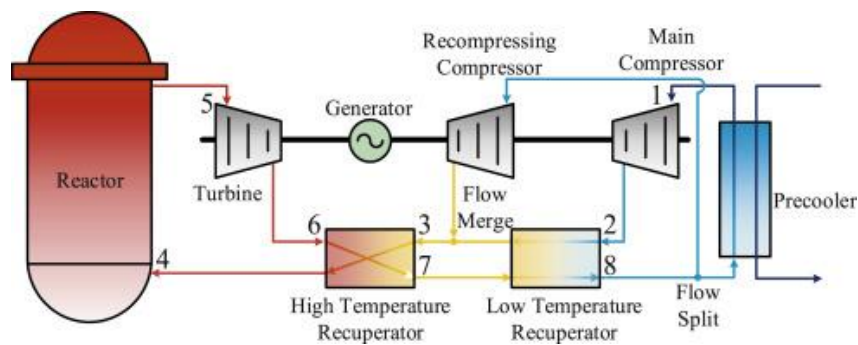 Recompressing
Compressor
Main
Compressor
1
5
Generator
Reactor
Turbine
Flow
Merge
Precooler
6
3
2
4
7
8
High Temperature
Recuperator
Low Temperature
Recuperator
Flow
Split